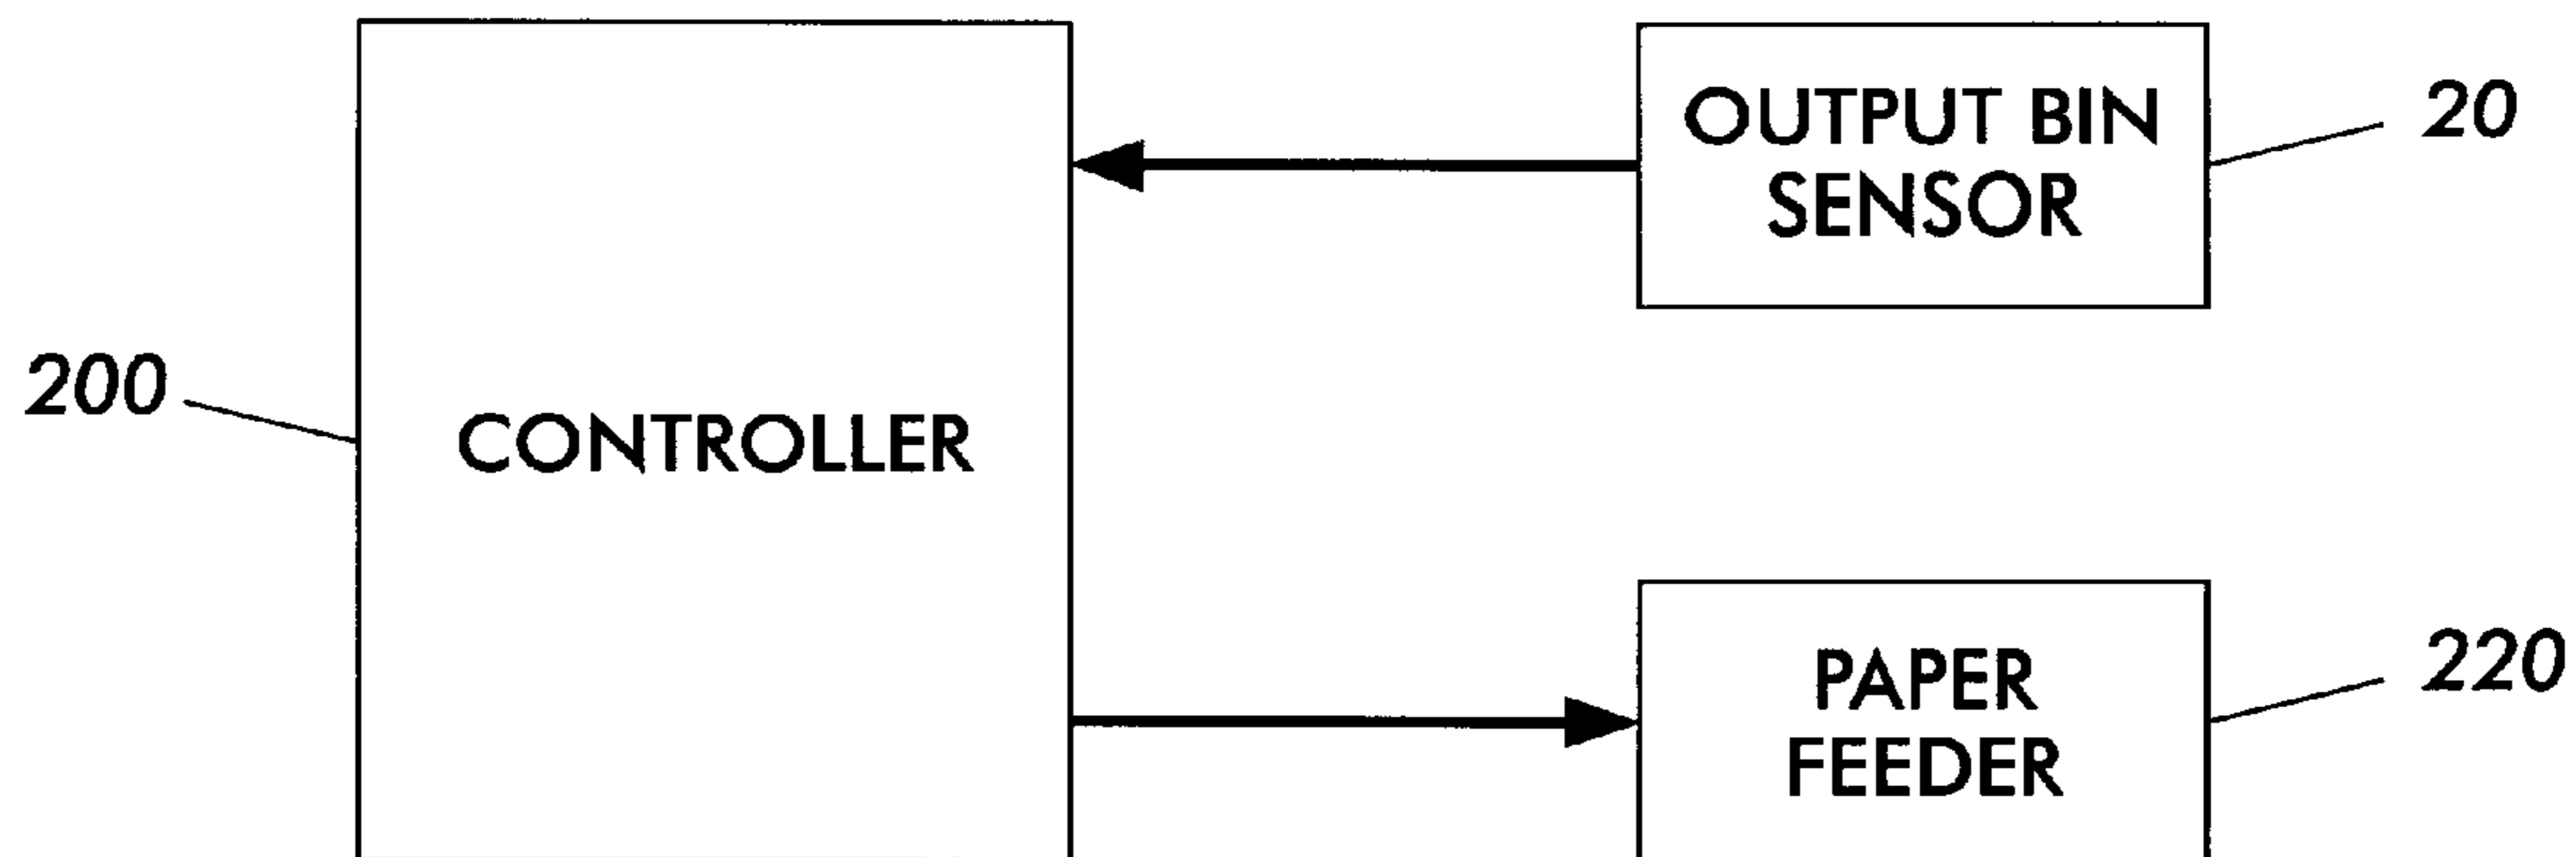 OUTPUT BIN
SENSOR
20
200
CONTROLLER
PAPER
FEEDER
220